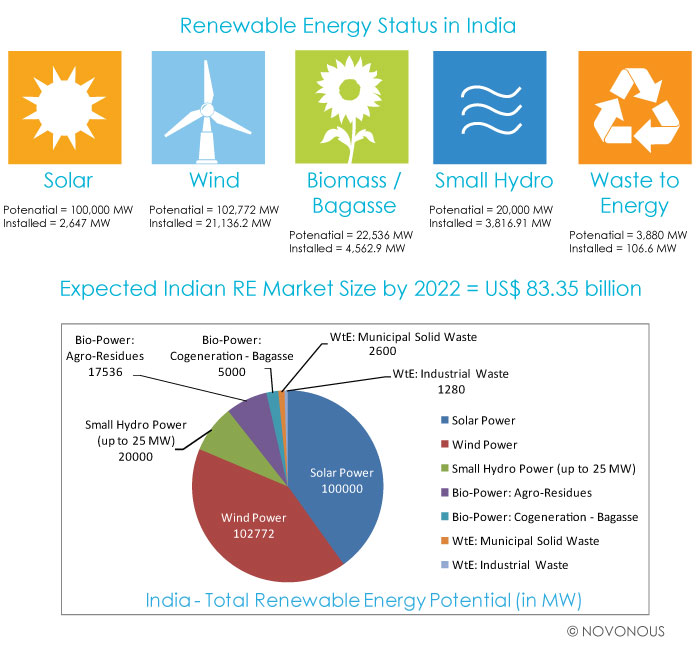 Renewable Energy Status in India
Solar
Potenatial = 100,000 MW
Installed = 2,647 MW
Wind
Potenatial = 102,772 MW
Installed = 21,136.2 MW
Biomass /
Bagasse
Potenatial = 22,536 MW
Installed = 4,562.9 MW
Small Hydro
Potenatial = 20,000 MW
Installed = 3,816.91 MW
Waste to
Energy
Potenatial = 3,880 MW
Installed = 106.6 MW
Expected Indian RE Market Size by 2022 = US$ 83.35 billion
Bio-Power:
Agro-Residues
17536
Bio-Power:
Cogeneration - Bagasse
5000
WtE: Municipal Solid Waste
2600
WtE: Industrial Waste
1280
Small Hydro Power
(up to 25 MW)
20000
Solar Power
100000
Wind Power
102772
Solar Power
Wind Power
Small Hydro Power (up to 25 MW)
Bio-Power: Agro-Residues
Bio-Power: Cogeneration - Bagasse
WtE: Municipal Solid Waste
WtE: Industrial Waste
India - Total Renewable Energy Potential (in MW)
© NOVONOUS